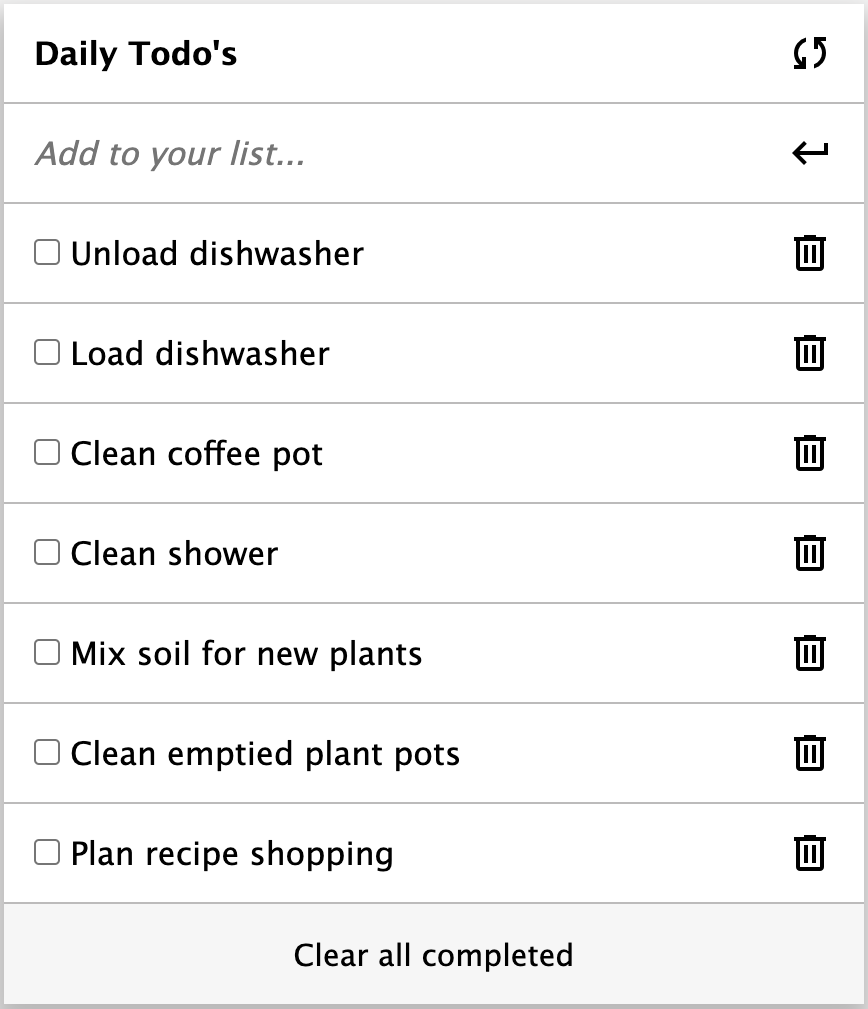 Daily Todo's
Add to your list...
Unload dishwasher
Load dishwasher
Clean coffee pot
Clean shower
Mix soil for new plants
Clean emptied plant pots
Plan recipe shopping
Clear all completed